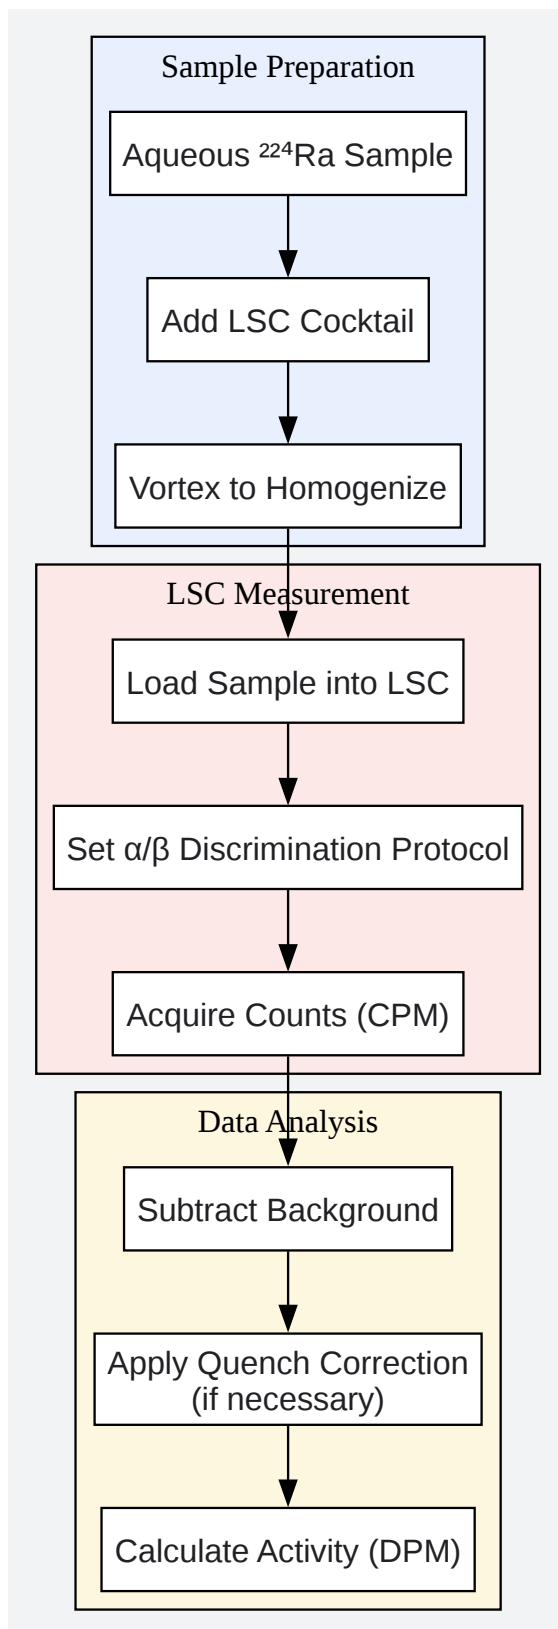 Sample Preparation
Aqueous ²²⁴Ra Sample
Add LSC Cocktail
Vortex to Homogenize
LSC Measurement
Load Sample into LSC
Set α/β Discrimination Protocol
Acquire Counts (CPM)
Data Analysis
Subtract Background
Apply Quench Correction
(if necessary)
Calculate Activity (DPM)